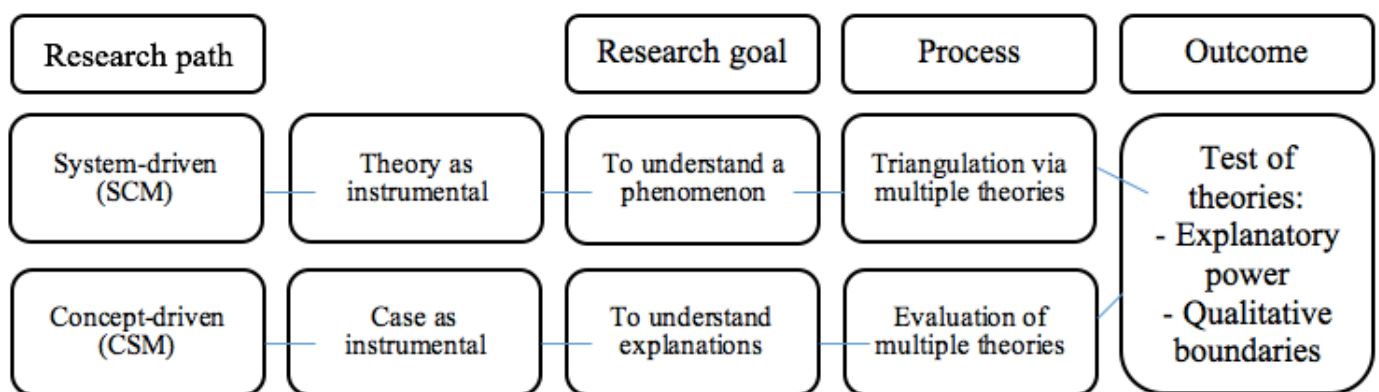 Research path
Research goal
Process
Outcome
System-driven
(SCM)
Theory as
instrumental
To understand a
phenomenon
Triangulation via
multiple theories
Test of
theories:
- Explanatory
power
- Qualitative
boundaries
Concept-driven
(CSM)
Case as
instrumental
To understand
explanations
Evaluation of
multiple theories